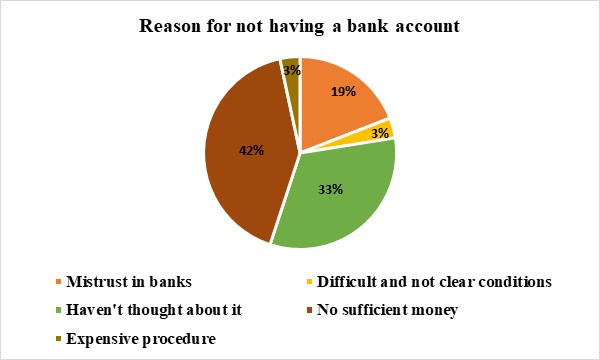 Reason for not having a bank account
3%
19%
3%
42%
33%
Mistrust in banks
Difficult and not clear conditions
Haven't thought about it
No sufficient money
Expensive procedure